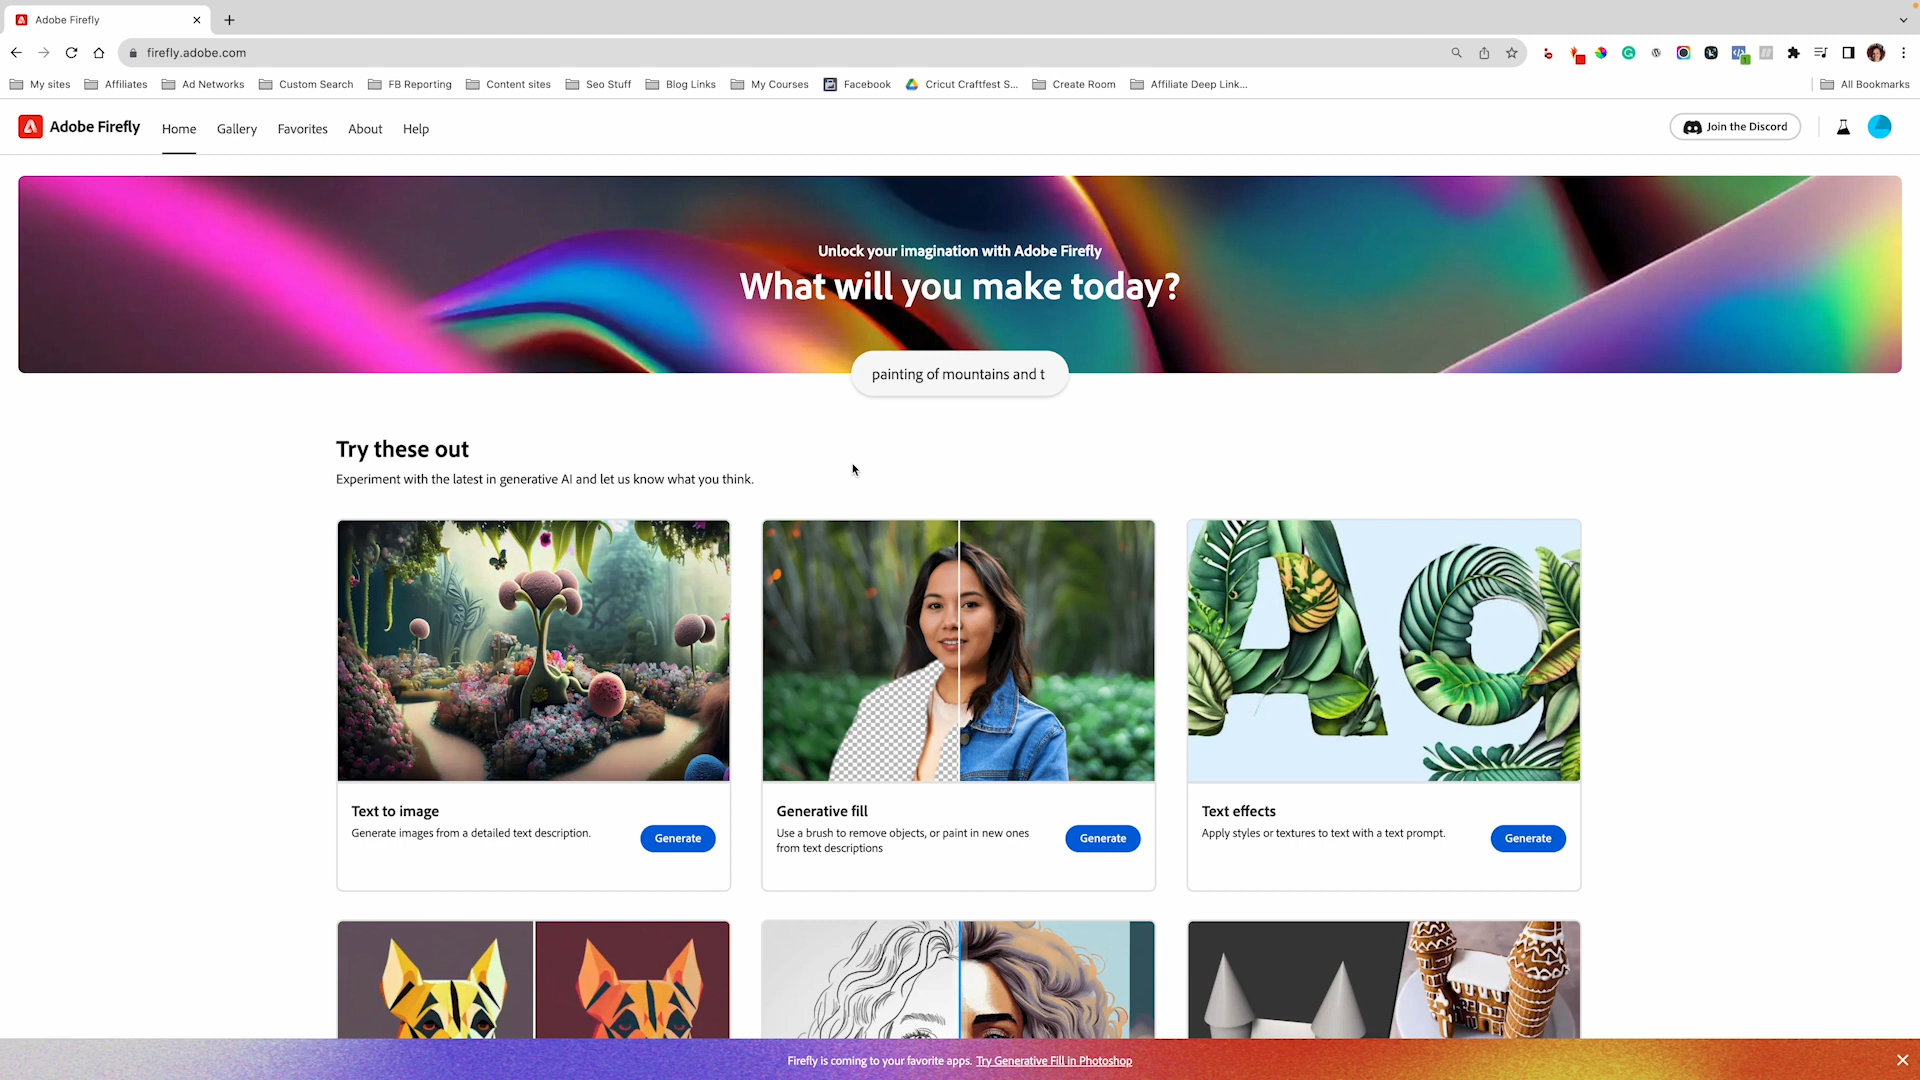 Adobe Firefly
firefly.adobe.com
My sites
Affiliates
Ad Networks
Custom Search
FB Reporting
Content sites
Seo Stuff
Blog Links
My Courses
Facebook
Cricut Craftfest S...
Create Room
Affiliate Deep Link...
All Bookmarks
Adobe Firefly
Home
Gallery
Favorites
About
Help
Join the Discord
Unlock your imagination with Adobe Firefly
What will you make today?
painting of mountains and t
Try these out
Experiment with the latest in generative AI and let us know what you think.
Text to image
Generate images from a detailed text description.
Generate
Generative fill
Use a brush to remove objects, or paint in new ones
from text descriptions
Generate
Text effects
Apply styles or textures to text with a text prompt.
Generate
Firefly is coming to your favorite apps. Try Generative Fill in Photoshop